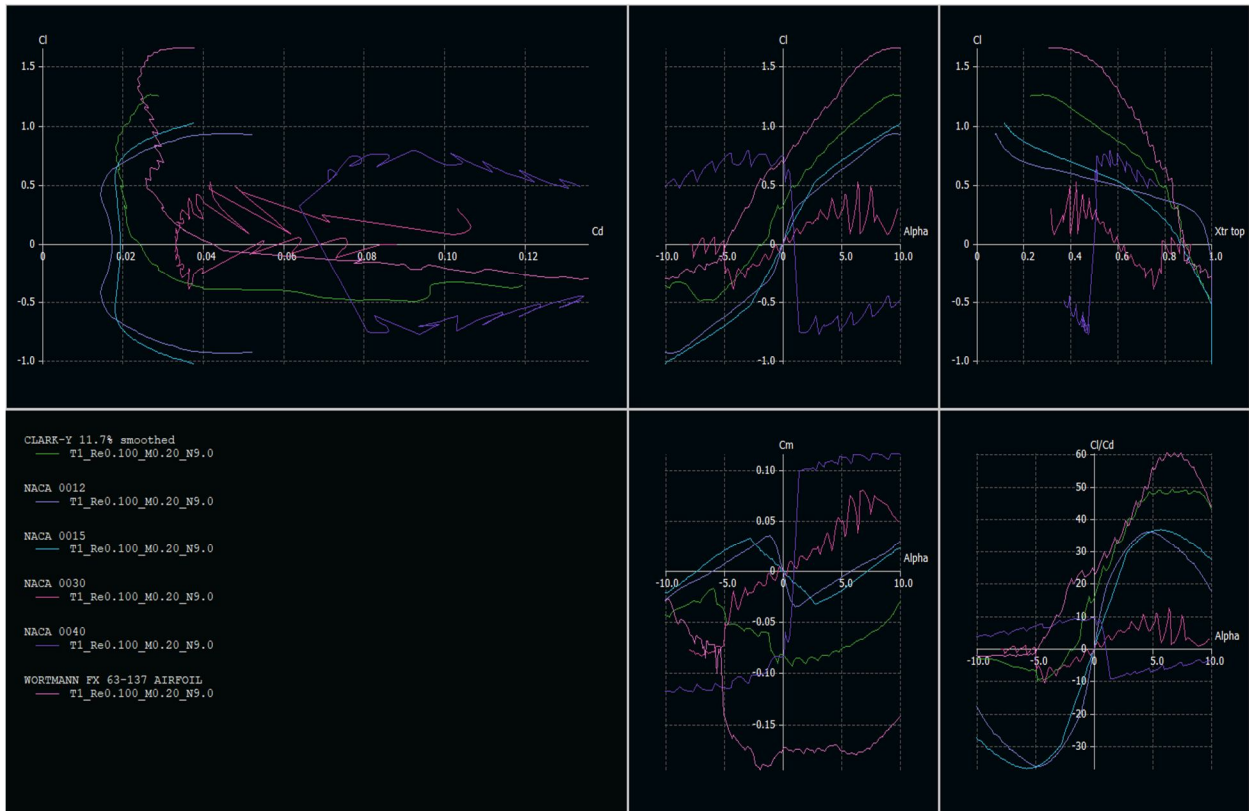 Cl
1.5
1.0
0.5
0
-0.5
-1.0
0 0.02 0.04 0.06 0.08 0.10 0.12
Cd
Cl
1.5
1.0
0.5
-0.5
-1.0
-10.0 -5.0 0 5.0 10.0
Alpha
Cl
1.5
1.0
0.5
0
-0.5
-1.0
0.2 0.4 0.6 0.8 1.0
Xtr top
CLARK-Y 11.7% smoothed
T1_Re0.100_M0.20_N9.0
NACA 0012
T1_Re0.100_M0.20_N9.0
NACA 0015
T1_Re0.100_M0.20_N9.0
NACA 0030
T1_Re0.100_M0.20_N9.0
NACA 0040
T1_Re0.100_M0.20_N9.0
WORTMANN FX 63-137 AIRFOIL
T1_Re0.100_M0.20_N9.0
Cm
0.10
0.05
Alpha
-10.0 -5.0 0 5.0 10.0
-0.05
-0.10
-0.15
Cl/Cd
60
50
40
30
20
10
Alpha
-10.0 -5.0 0 5.0 10.0
-10
-20
-30